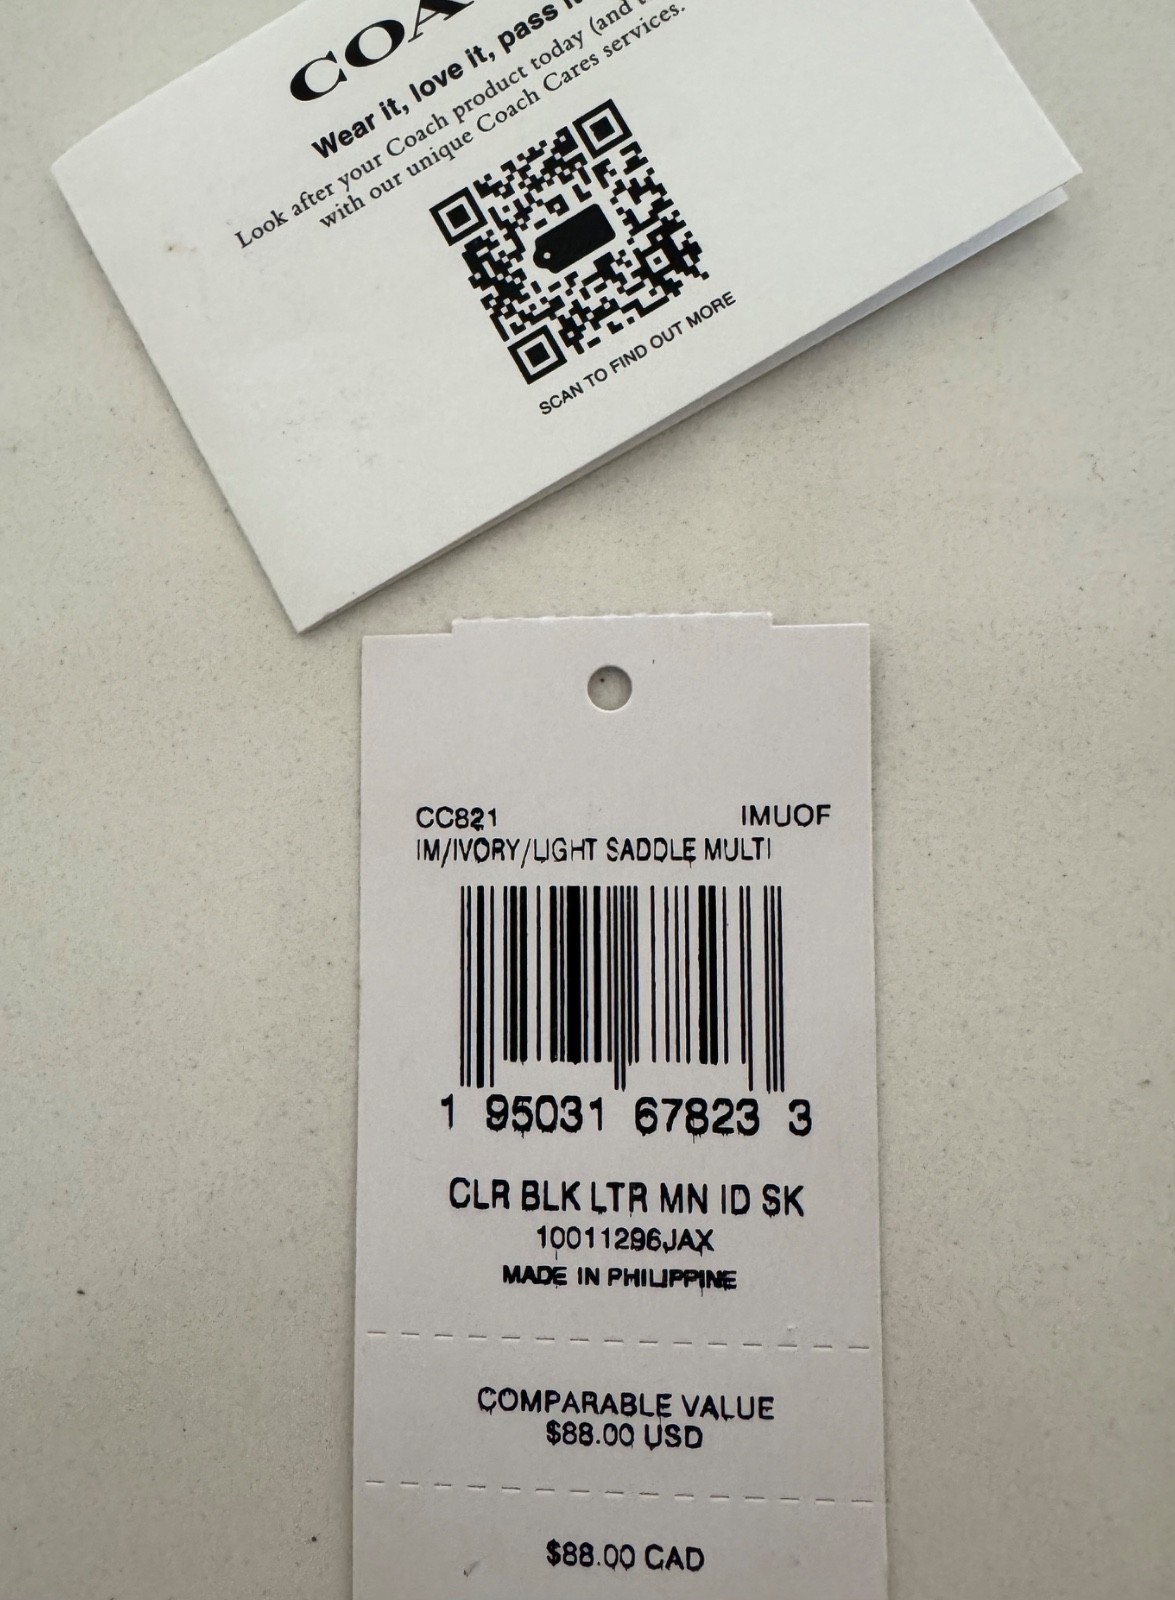 COA
Wear it, love it, pass it
Look after your Coach product today (and
with our unique Coach Cares services.
SCAN TO FIND OUT MORE
CC821 IMUOF
IM/IVORY/LIGHT SADDLE MULTI
1 95031 67823 3
CLR BLK LTR MN ID SK
10011296JAX
MADE IN PHILIPPINE
COMPARABLE VALUE
$88.00 USD
$88.00 CAD